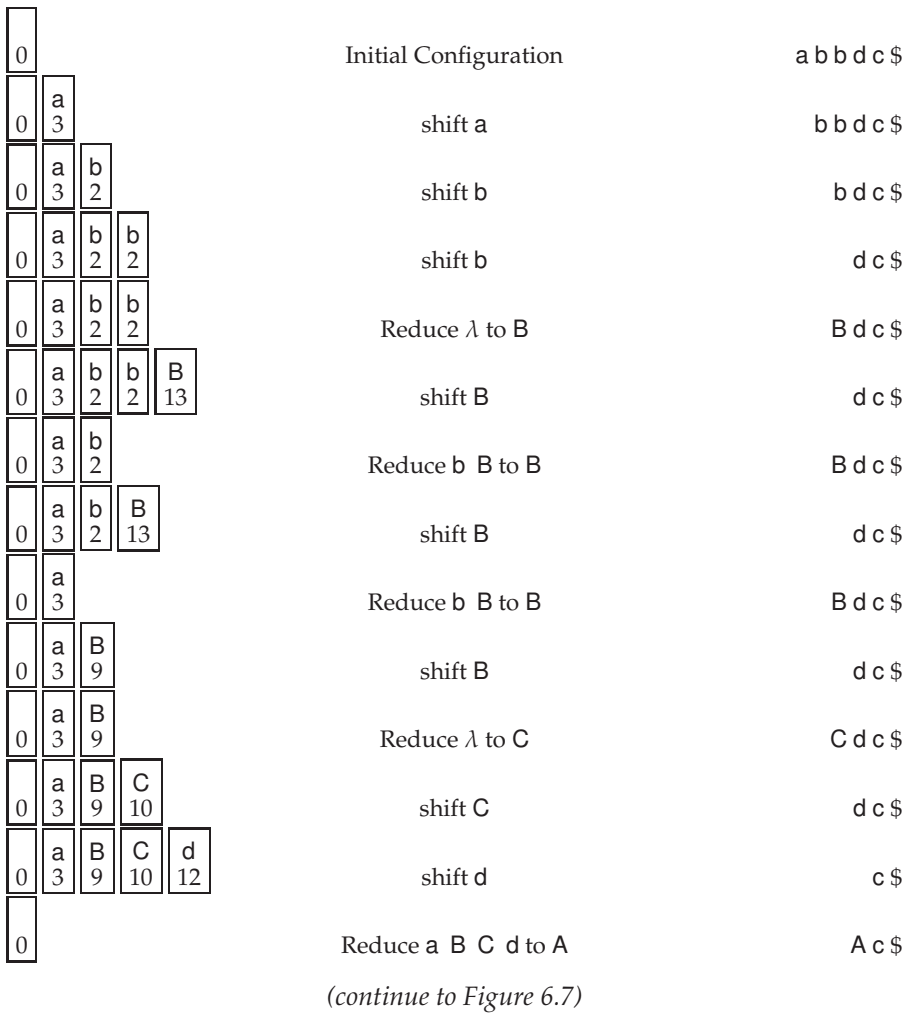 0 Initial Configuration a b b d c $
a
0 3 shift a b b d c $
a b
0 3 2 shift b b d c $
a b b
0 3 2 2 shift b d c $
a b b
0 3 2 2 Reduce λ to B B d c $
a b b B
0 3 2 2 13 shift B d c $
a b
0 3 2 Reduce b B to B B d c $
a b B
0 3 2 13 shift B d c $
a
0 3 Reduce b B to B B d c $
a B
0 3 9 shift B d c $
a B
0 3 9 Reduce λ to C C d c $
a B C
0 3 9 10 shift C d c $
a B C d
0 3 9 10 12 shift d c $
0 Reduce a B C d to A A c $
(continue to Figure 6.7)